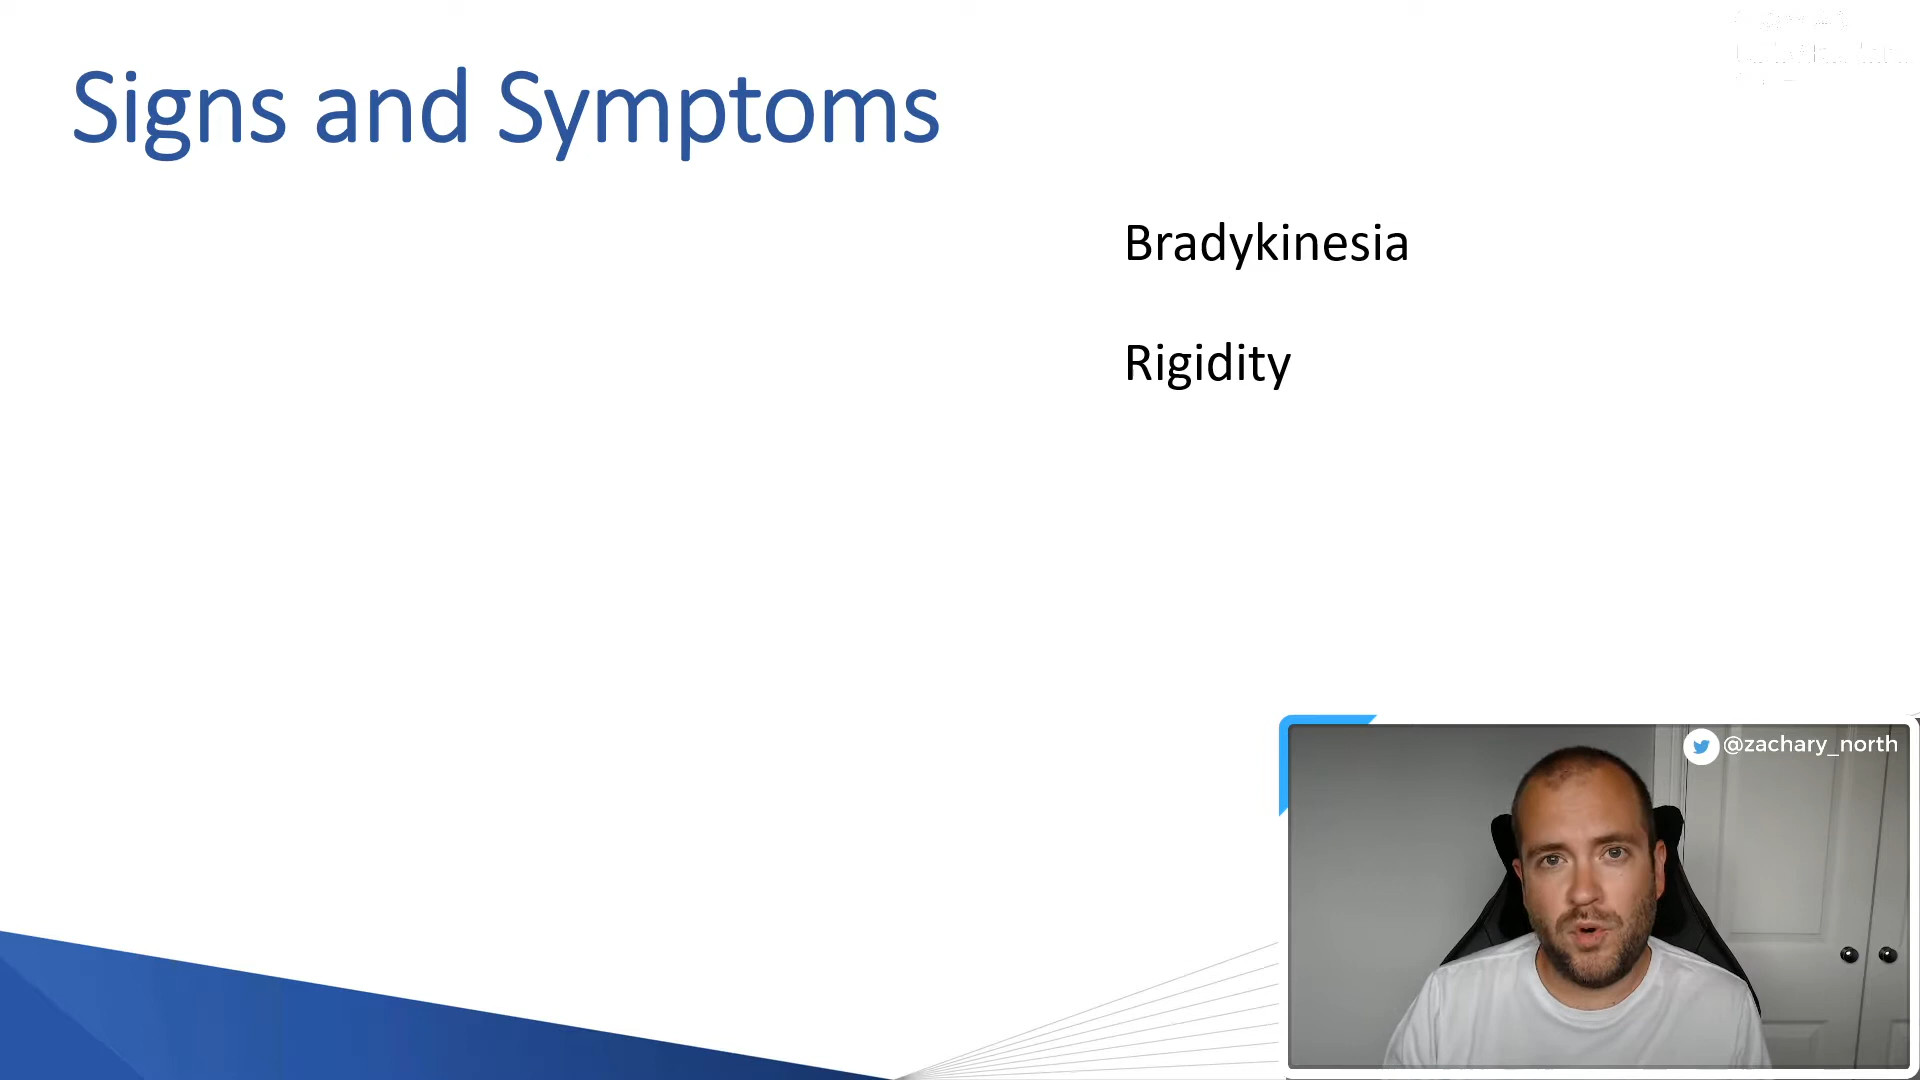 Signs and Symptoms
Bradykinesia
Rigidity
@zachary_north